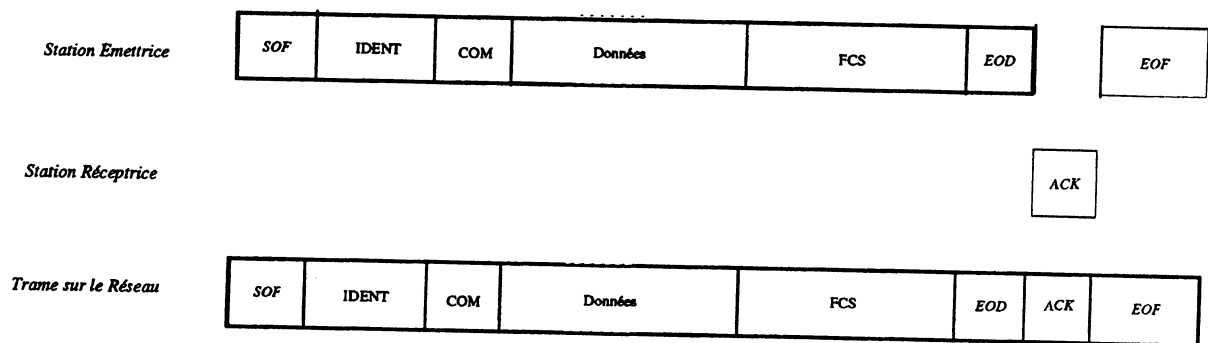 Station Emettrice SOF IDENT COM Données FCS EOD EOF
Station Réceptrice ACK
Trame sur le Réseau SOF IDENT COM Données FCS EOD ACK EOF